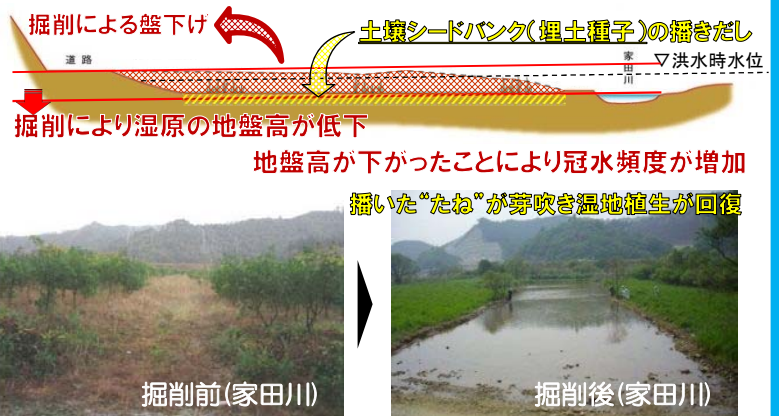 掘削による盤下げ
土壌シードバンク(埋土種子)の播きだし
道路
家田川
▽洪水時水位
掘削により湿原の地盤高が低下
地盤高が下がったことにより冠水頻度が増加
播いた“たね”が芽吹き湿地植生が回復
掘削前(家田川)
掘削後(家田川)